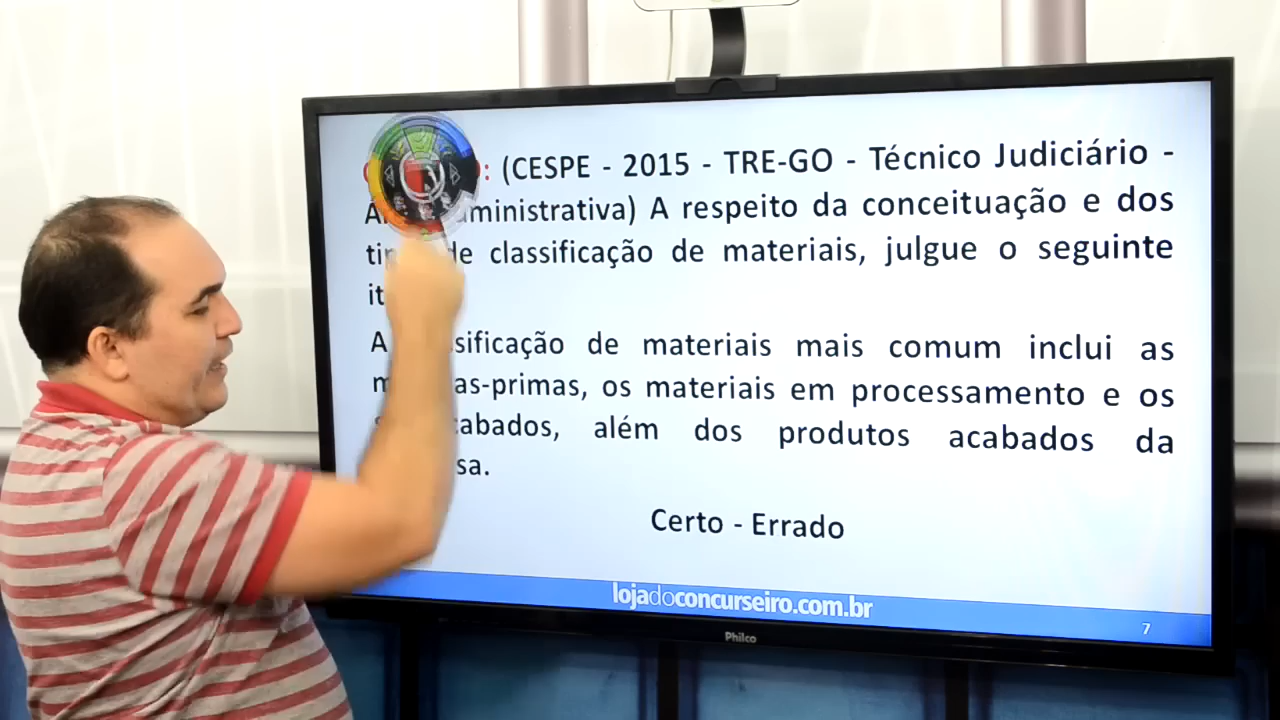 : (CESPE - 2015 - TRE-GO - Técnico Judiciário -
ministrativa) A respeito da conceituação e dos
de classificação de materiais, julgue o seguinte
it
A sificação de materiais mais comum inclui as
m as-primas, os materiais em processamento e os
cabados, além dos produtos acabados da
sa.
Certo - Errado
lojadoconcurseiro.com.br
7
Philco